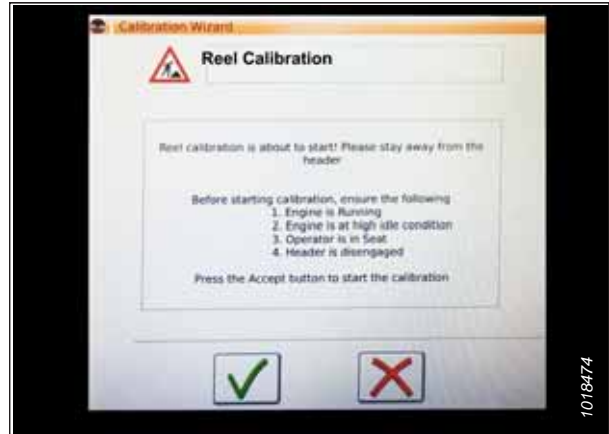 Calibration Wizard
Reel Calibration
Reel calibration is about to start! Please stay away from the
header
Before starting calibration, ensure the following
1. Engine is Running
2. Engine is at high idle condition
3. Operator is in Seat
4. Header is disengaged
Press the Accept button to start the calibration
1018474